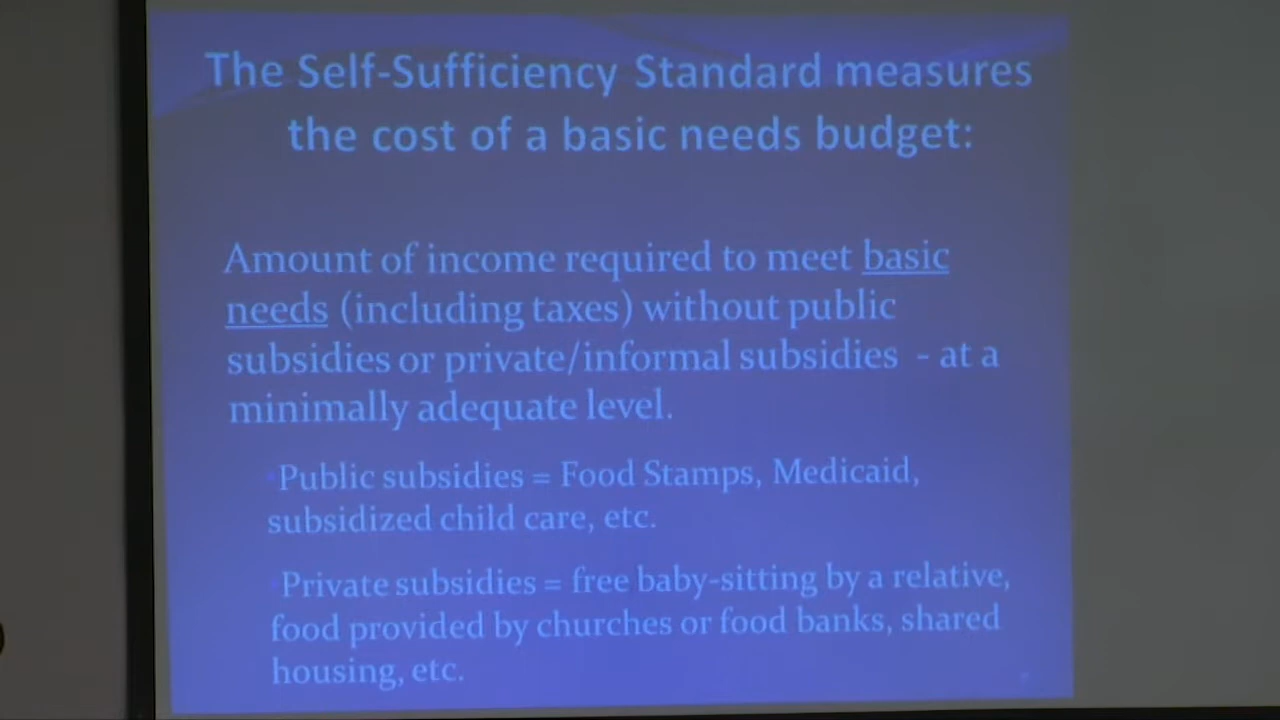 The Self-Sufficiency Standard measures
the cost of a basic needs budget:
Amount of income required to meet basic
needs (including taxes) without public
subsidies or private/informal subsidies - at a
minimally adequate level.
Public subsidies = Food Stamps, Medicaid,
subsidized child care, etc.
Private subsidies = free baby-sitting by a relative,
food provided by churches or food banks, shared
housing, etc.